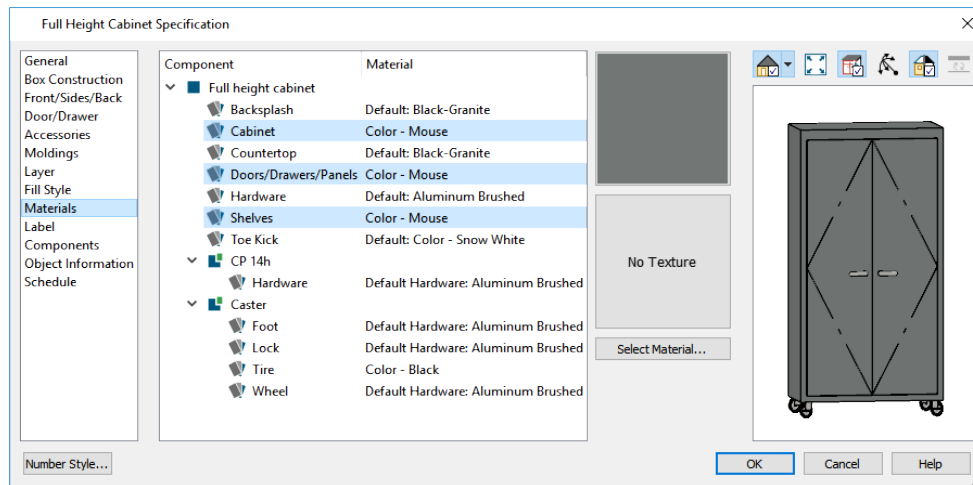 Full Height Cabinet Specification
General
Box Construction
Front/Sides/Back
Door/Drawer
Accessories
Moldings
Layer
Fill Style
Materials
Label
Components
Object Information
Schedule
Component Material
Full height cabinet
Backsplash Default: Black-Granite
Cabinet Color - Mouse
Countertop Default: Black-Granite
Doors/Drawers/Panels Color - Mouse
Hardware Default: Aluminum Brushed
Shelves Color - Mouse
Toe Kick Default: Color - Snow White
CP 14h
Hardware Default Hardware: Aluminum Brushed
Caster
Foot Default Hardware: Aluminum Brushed
Lock Default Hardware: Aluminum Brushed
Tire Color - Black
Wheel Default Hardware: Aluminum Brushed
No Texture
Select Material...
Number Style...
OK Cancel Help